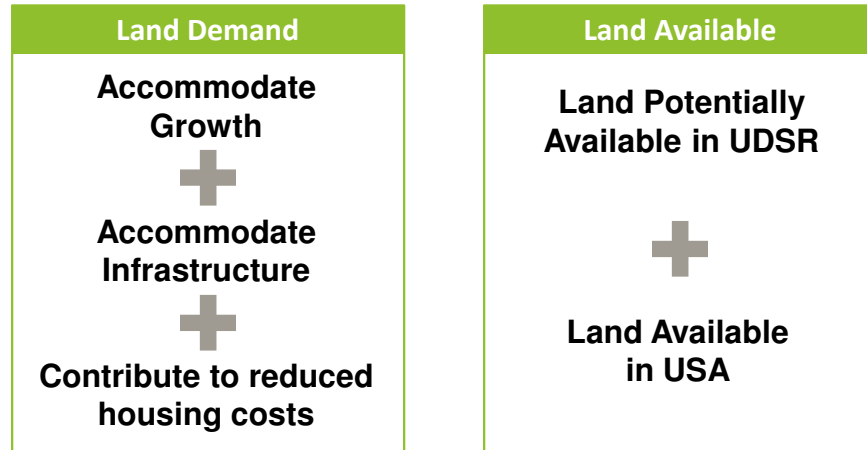 Land Demand
Accommodate
Growth
Accommodate
Infrastructure
Contribute to reduced
housing costs
Land Available
Land Potentially
Available in UDSR
Land Available
in USA